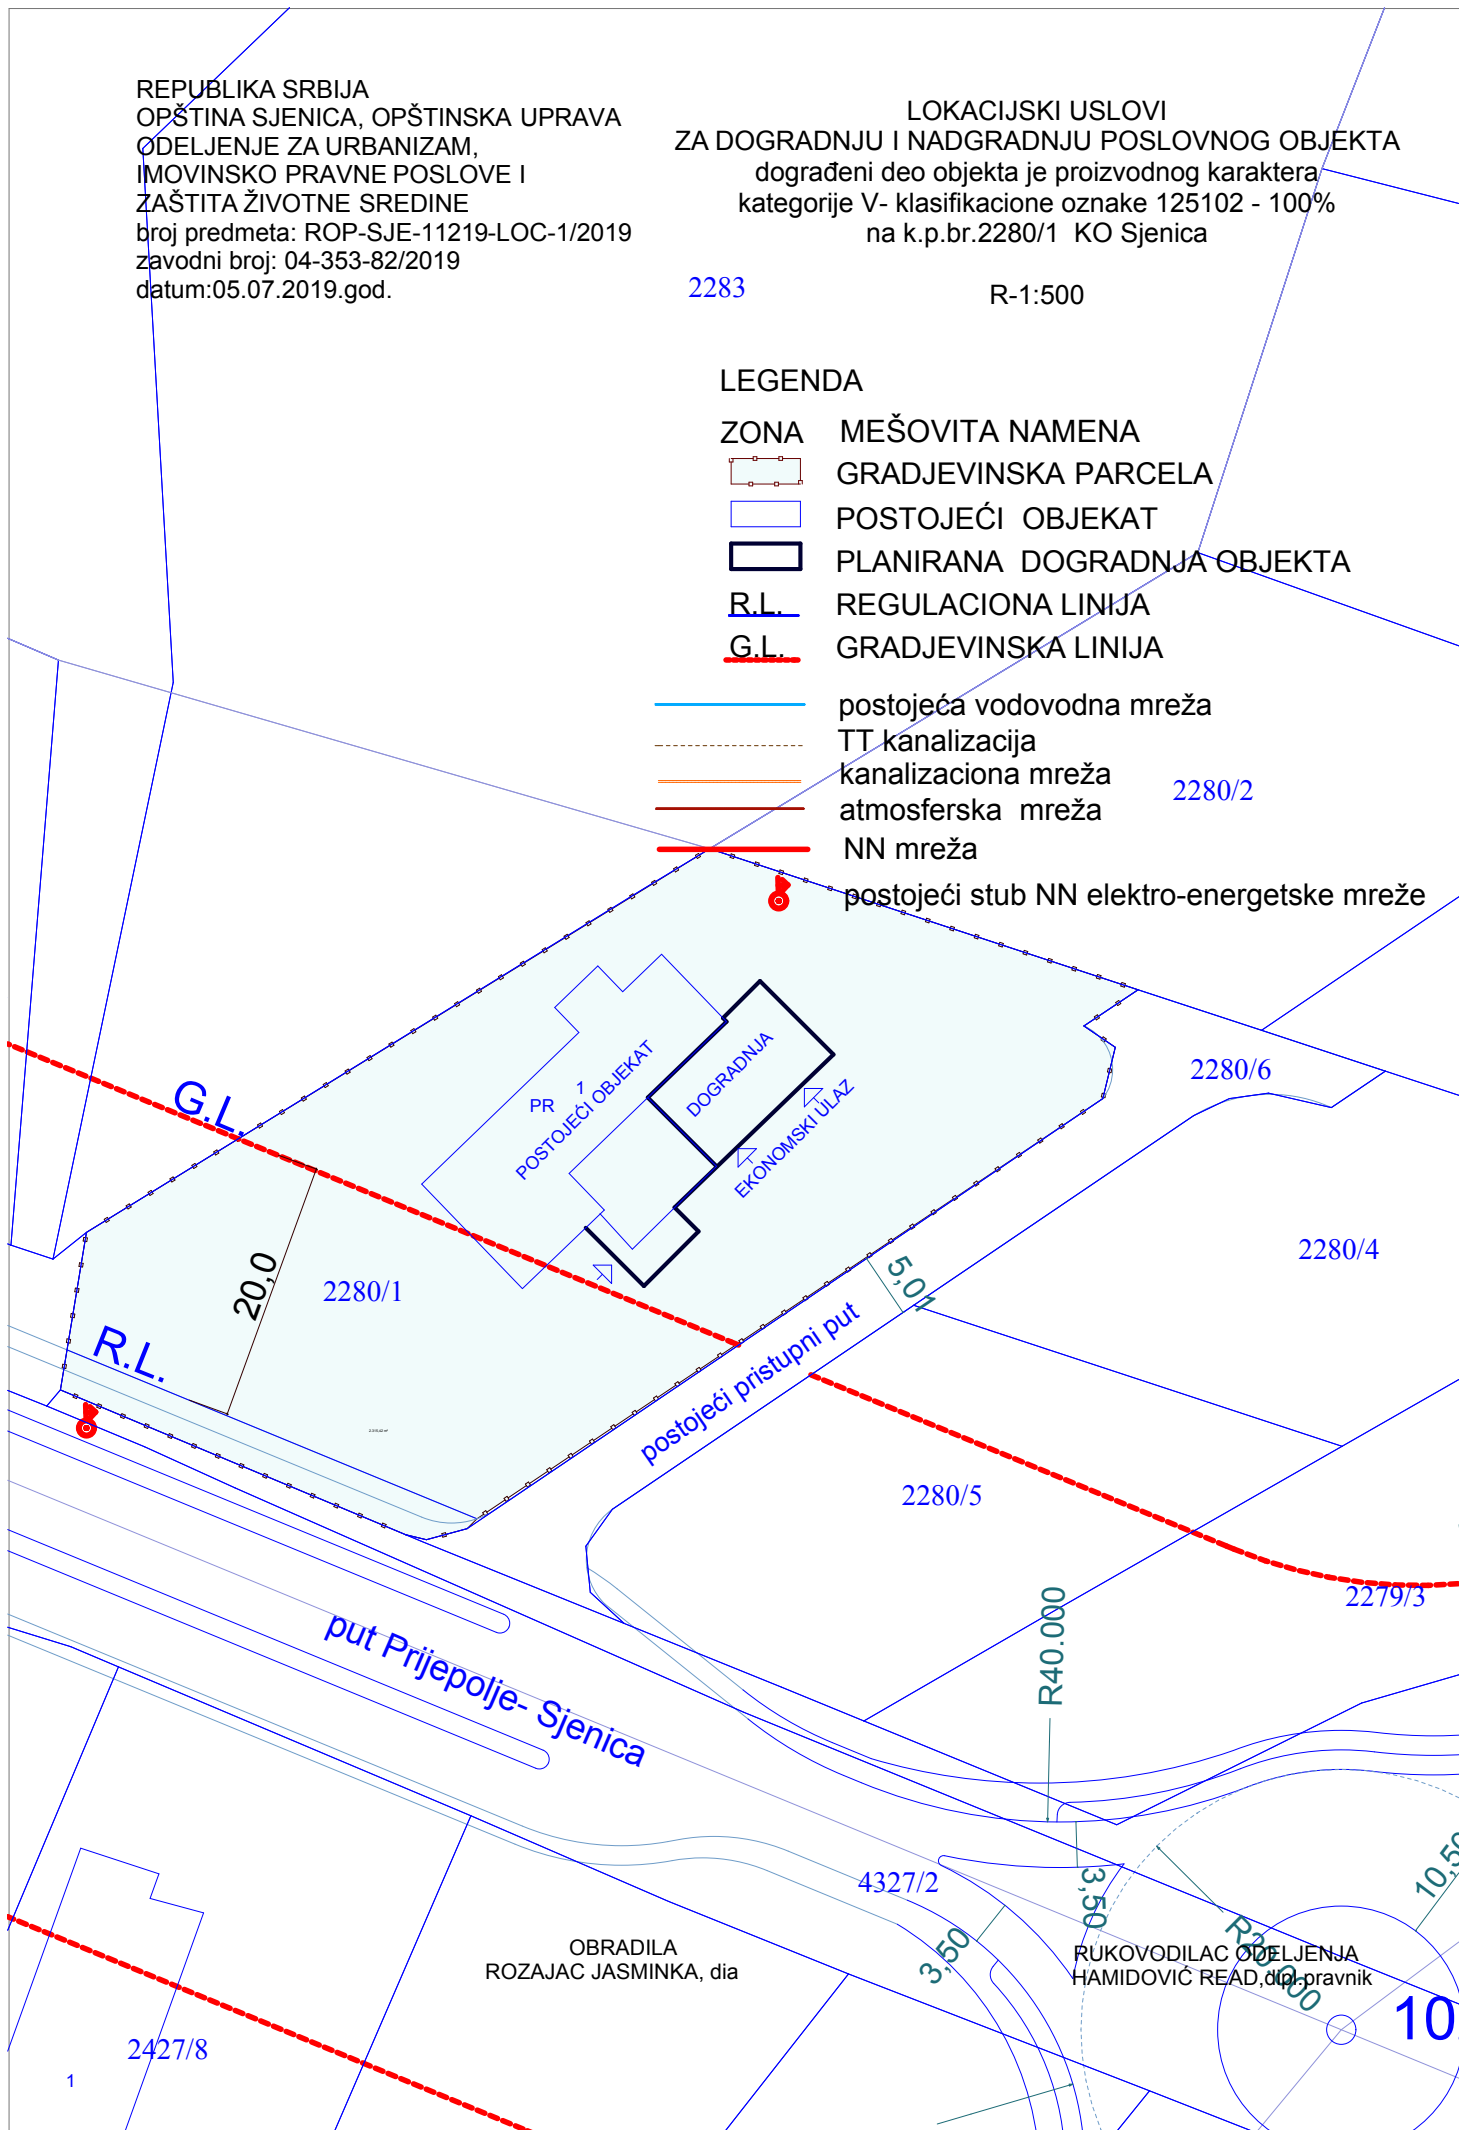 REPUBLIKA SRBIJA
OPŠTINA SJENICA, OPŠTINSKA UPRAVA
ODELJENJE ZA URBANIZAM,
IMOVINSKO PRAVNE POSLOVE I
ZAŠTITA ŽIVOTNE SREDINE
broj predmeta: ROP-SJE-11219-LOC-1/2019
zavodni broj: 04-353-82/2019
datum:05.07.2019.god.
LOKACIJSKI USLOVI
ZA DOGRADNJU I NADGRADNJU POSLOVNOG OBJEKTA
dograđeni deo objekta je proizvodnog karaktera
kategorije V- klasifikacione oznake 125102 - 100%
na k.p.br.2280/1 KO Sjenica
2283
R-1:500
LEGENDA
ZONA MEŠOVITA NAMENA
GRADJEVINSKA PARCELA
POSTOJEĆI OBJEKAT
PLANIRANA DOGRADNJA OBJEKTA
R.L. REGULACIONA LINIJA
G.L. GRADJEVINSKA LINIJA
postojeća vodovodna mreža
TT kanalizacija
kanalizaciona mreža
2280/2
atmosferska mreža
NN mreža
postojeći stub NN elektro-energetske mreže
G.L.
PR
1
POSTOJEĆI OBJEKAT
DOGRADNJA
EKONOMSKI ULAZ
2280/6
2280/4
20,0
2280/1
5,01
R.L.
postojeći pristupni put
2280/5
2279/3
R40.000
put Prijepolje- Sjenica
4327/2
3,50
3,50
R20.000
OBRADILA
ROZAJAC JASMINKA, dia
RUKOVODILAC ODELJENJA
HAMIDOVIĆ READ,dipl.pravnik
2427/8
1